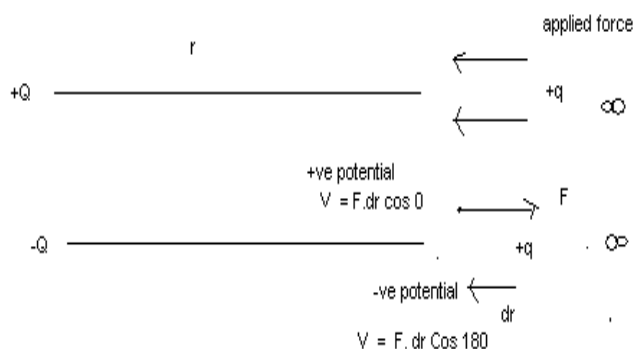 applied force
r
+Q +q ∞
+ve potential
V = F.dr cos 0 F
-Q +q ∞
-ve potential
dr
V = F. dr Cos 180